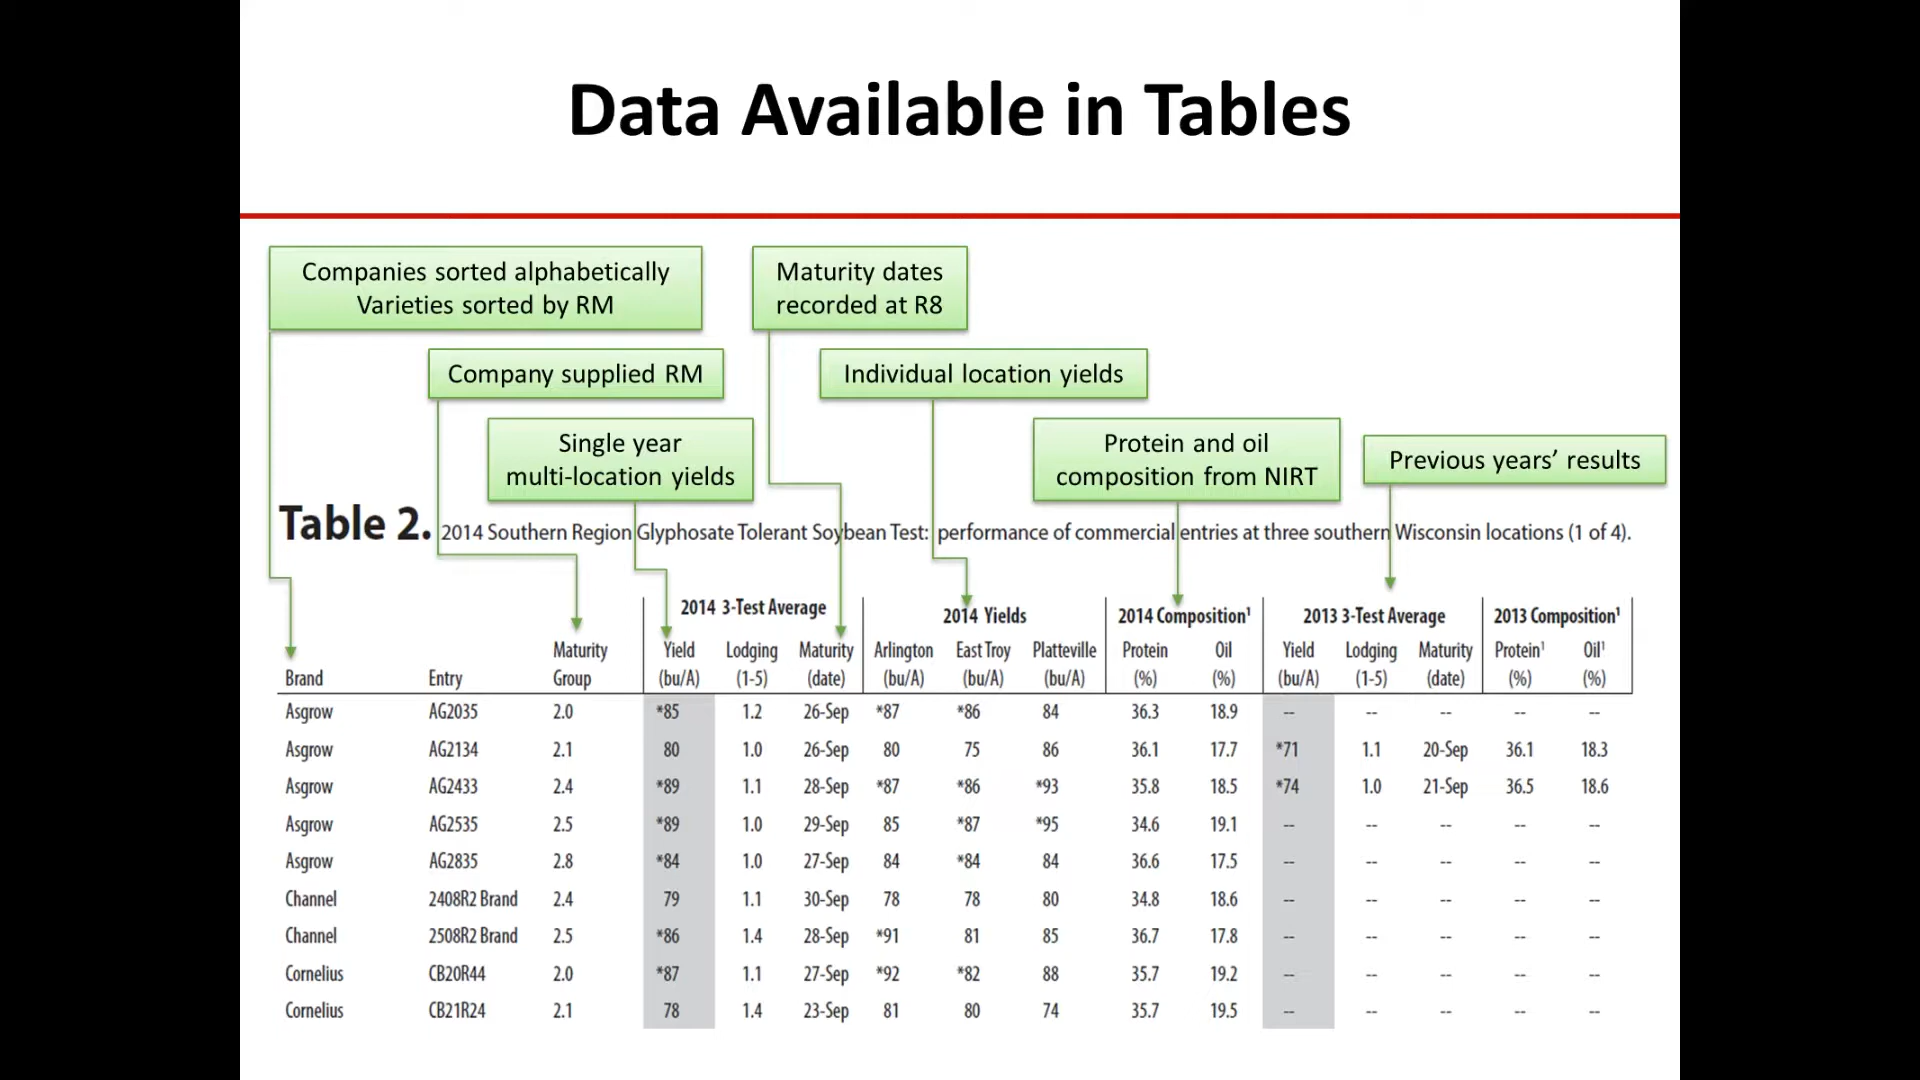 Data Available in Tables
Companies sorted alphabetically
Varieties sorted by RM
Maturity dates
recorded at R8
Company supplied RM
Individual location yields
Single year
multi-location yields
Protein and oil
composition from NIRT
Previous years’ results
Table 2. 2014 Southern Region Glyphosate Tolerant Soybean Test: performance of commercial entries at three southern Wisconsin locations (1 of 4).
2014 3-Test Average 2014 Yields 2014 Composition¹ 2013 3-Test Average 2013 Composition¹
Maturity Yield Lodging Maturity Arlington East Troy Platteville Protein Oil Yield Lodging Maturity Protein¹ Oil¹
Brand Entry Group (bu/A) (1-5) (date) (bu/A) (bu/A) (bu/A) (%) (%) (bu/A) (1-5) (date) (%) (%)
Asgrow AG2035 2.0 *85 1.2 26-Sep *87 *86 84 36.3 18.9 -- -- -- -- --
Asgrow AG2134 2.1 80 1.0 26-Sep 80 75 86 36.1 17.7 *71 1.1 20-Sep 36.1 18.3
Asgrow AG2433 2.4 *89 1.1 28-Sep *87 *86 *93 35.8 18.5 *74 1.0 21-Sep 36.5 18.6
Asgrow AG2535 2.5 *89 1.0 29-Sep 85 *87 *95 34.6 19.1 -- -- -- -- --
Asgrow AG2835 2.8 *84 1.0 27-Sep 84 *84 84 36.6 17.5 -- -- -- -- --
Channel 2408R2 Brand 2.4 79 1.1 30-Sep 78 78 80 34.8 18.6 -- -- -- -- --
Channel 2508R2 Brand 2.5 *86 1.4 28-Sep *91 81 85 36.7 17.8 -- -- -- -- --
Cornelius CB20R44 2.0 *87 1.1 27-Sep *92 *82 88 35.7 19.2 -- -- -- -- --
Cornelius CB21R24 2.1 78 1.4 23-Sep 81 80 74 35.7 19.5 -- -- -- -- --